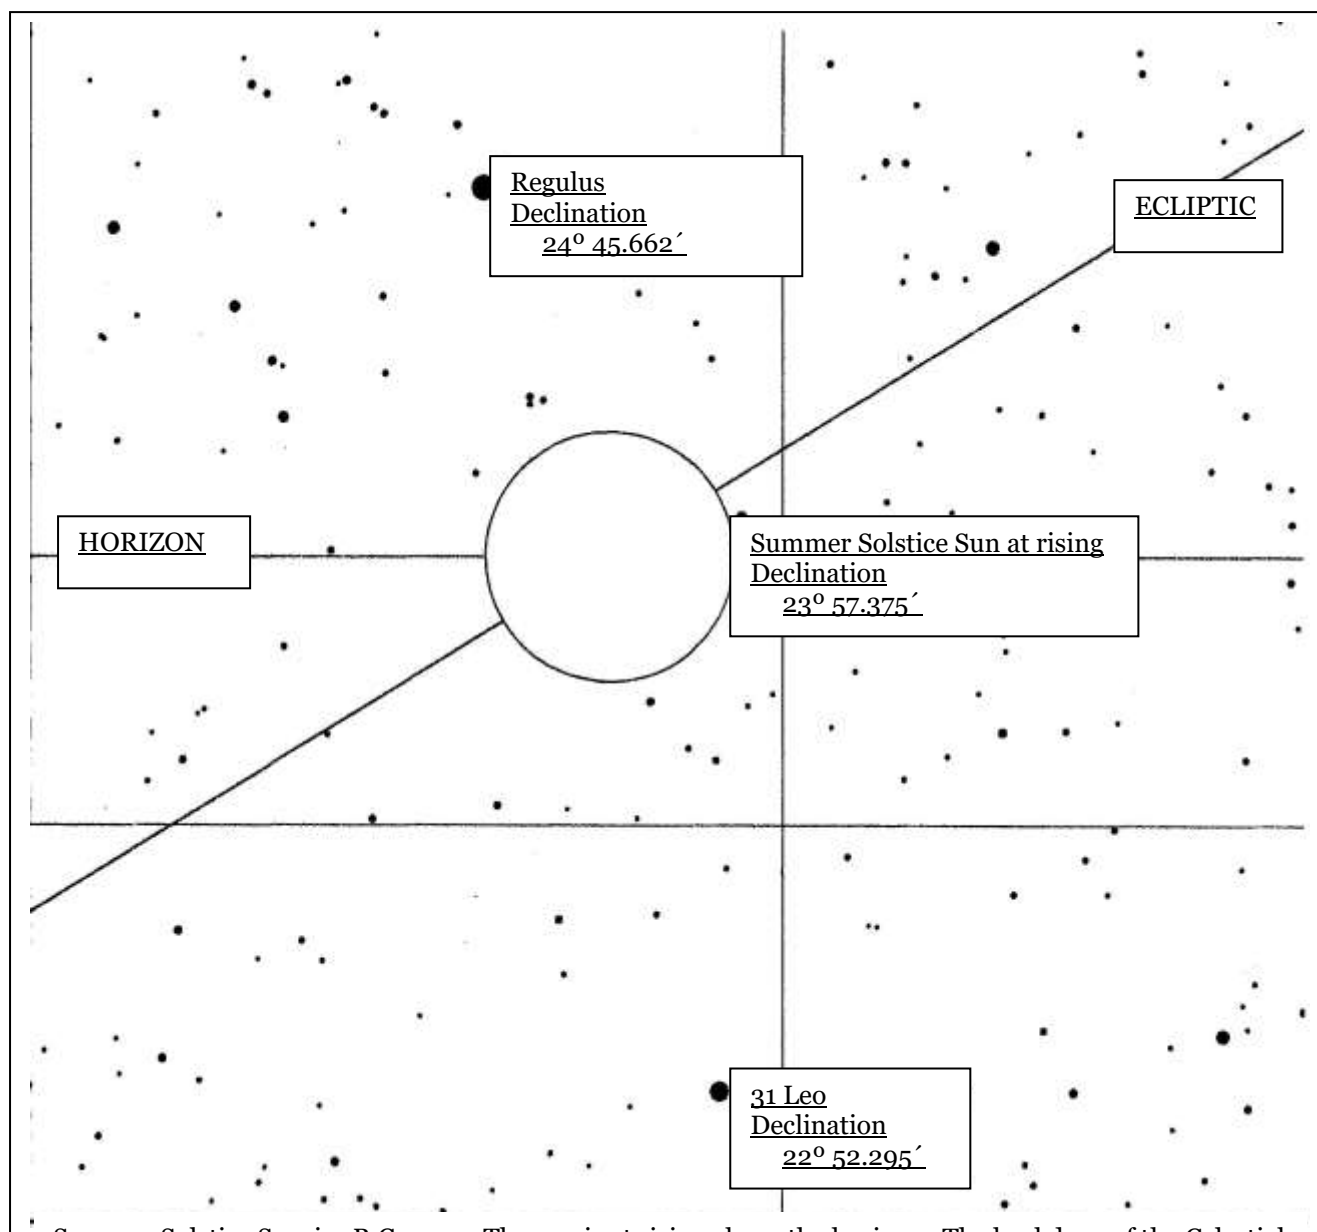 Regulus
Declination
24º 45.662´
ECLIPTIC
HORIZON
Summer Solstice Sun at rising
Declination
23º 57.375´
31 Leo
Declination
22º 52.295´